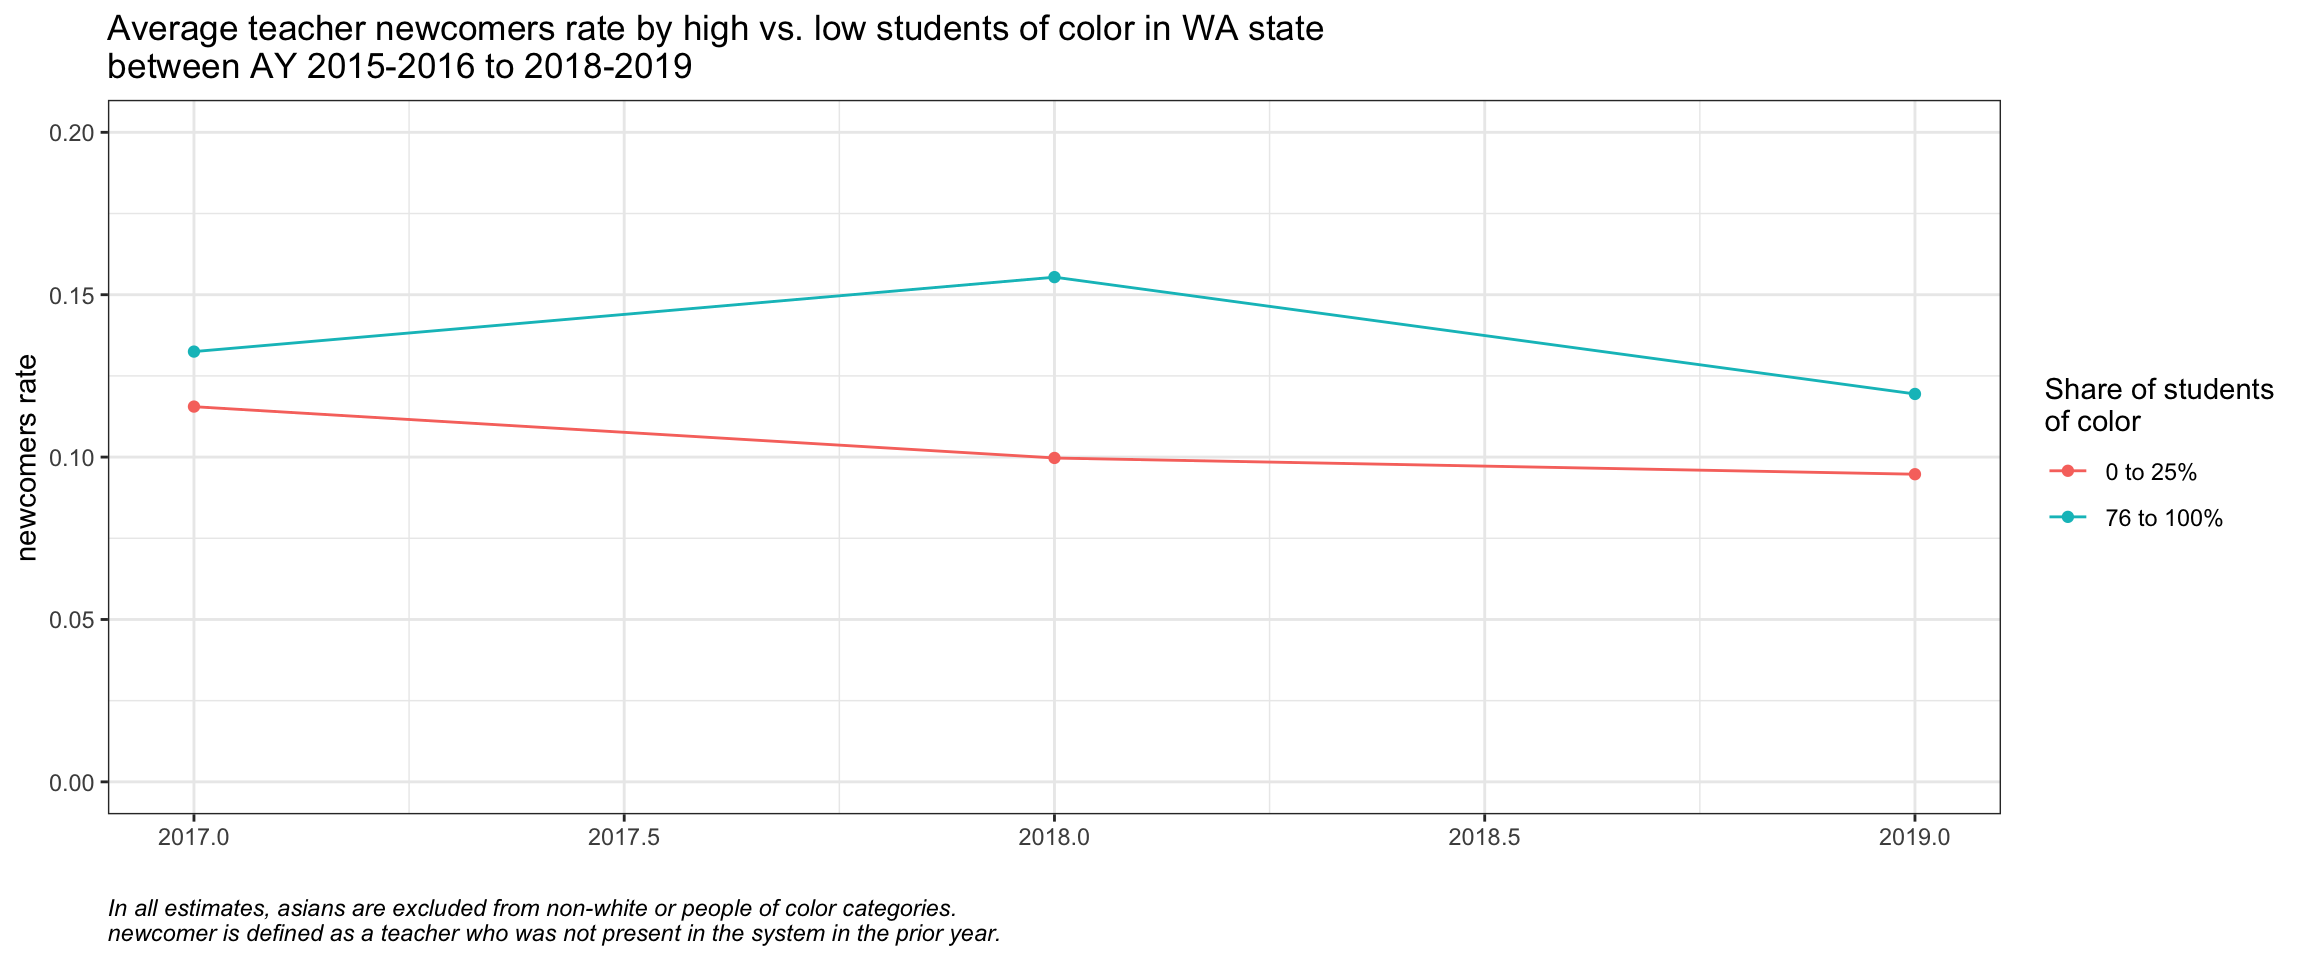 Average teacher newcomers rate by high vs. low students of color in WA state
between AY 2015-2016 to 2018-2019
newcomers rate
0.20
0.15
0.10
0.05
0.00
2017.0
2017.5
2018.0
2018.5
2019.0
Share of students
of color
0 to 25%
76 to 100%
In all estimates, asians are excluded from non-white or people of color categories.
newcomer is defined as a teacher who was not present in the system in the prior year.